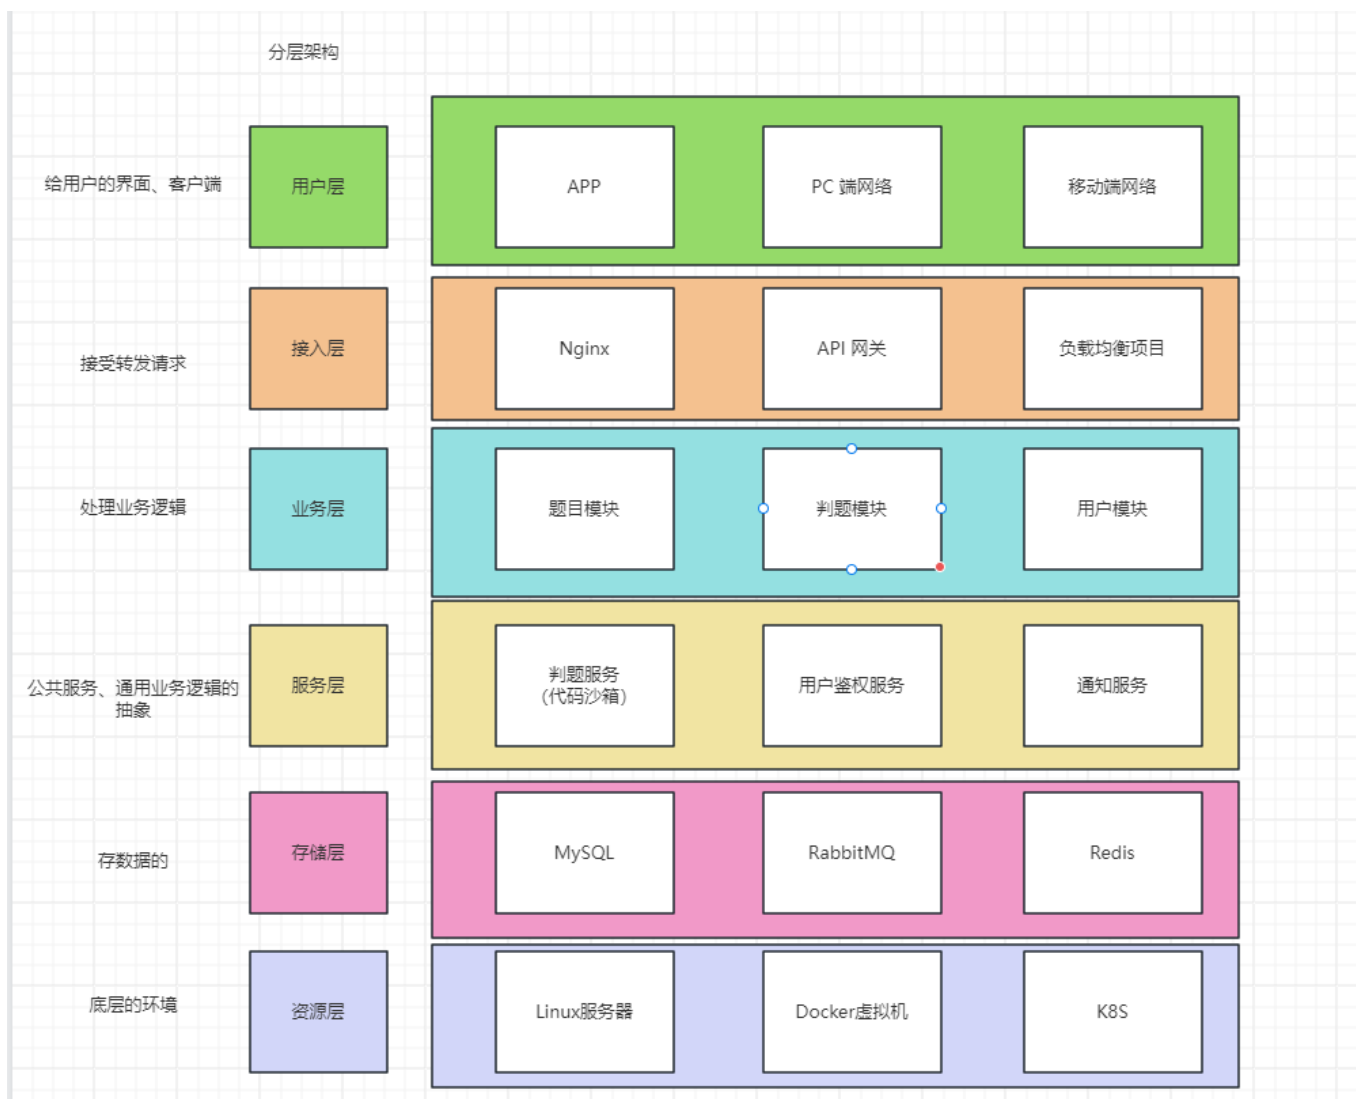 分层架构
给用户的界面、客户端
用户层
APP
PC 端网络
移动端网络
接受转发请求
接入层
Nginx
API 网关
负载均衡项目
处理业务逻辑
业务层
题目模块
判题模块
用户模块
公共服务、通用业务逻辑的
抽象
服务层
判题服务
(代码沙箱)
用户鉴权服务
通知服务
存数据的
存储层
MySQL
RabbitMQ
Redis
底层的环境
资源层
Linux服务器
Docker虚拟机
K8S